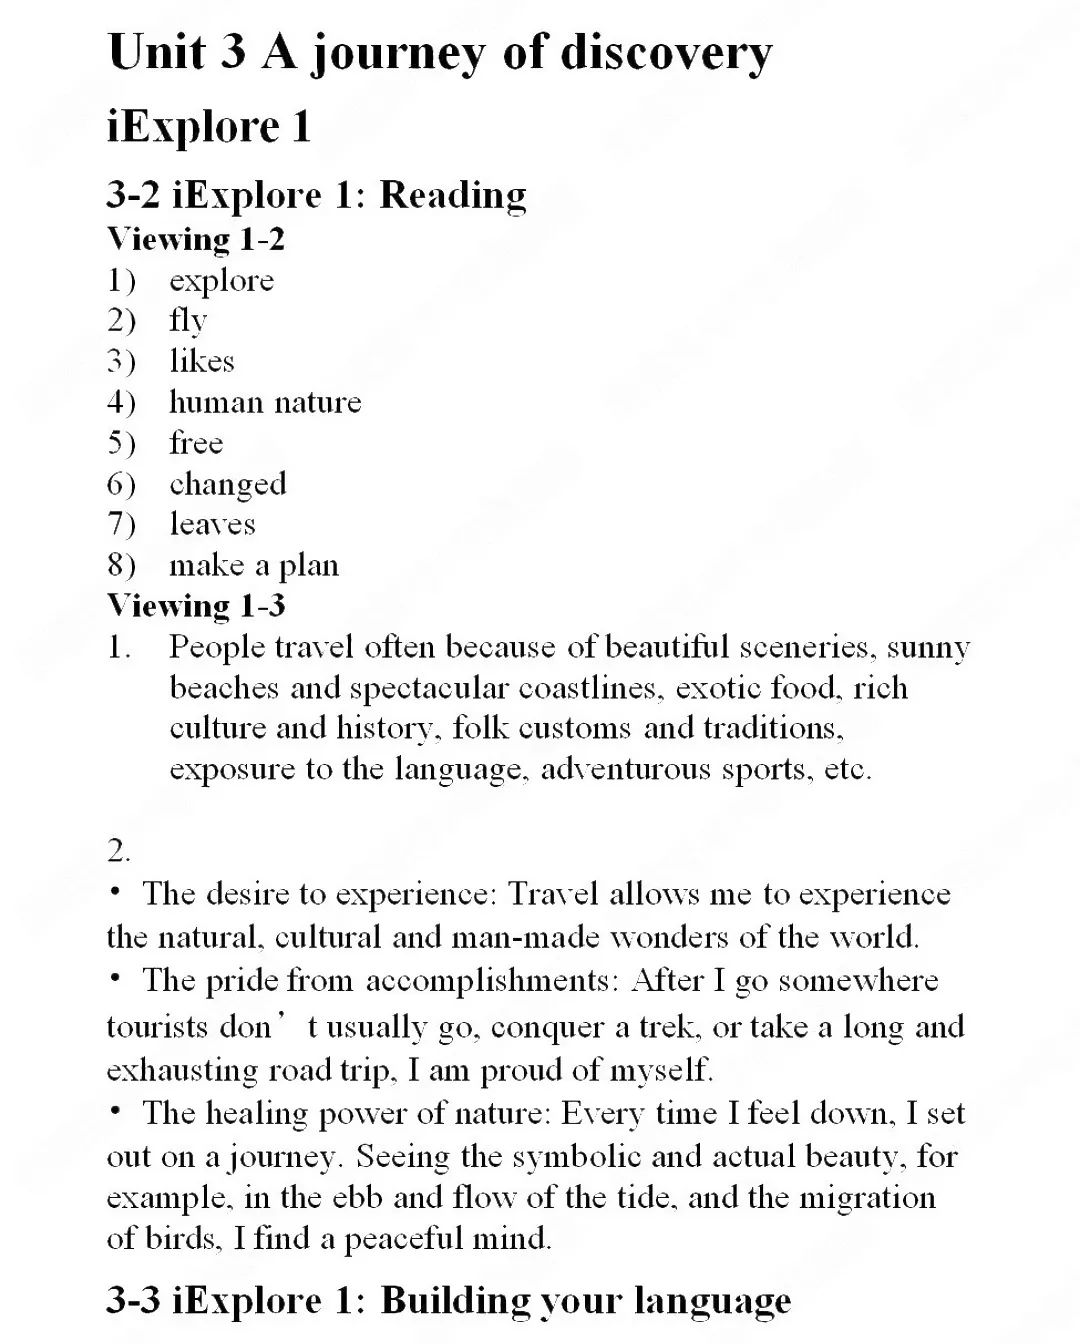 Unit 3 A journey of discovery
iExplore 1
3-2 iExplore 1: Reading
Viewing 1-2
1) explore
2) fly
3) likes
4) human nature
5) free
6) changed
7) leaves
8) make a plan
Viewing 1-3
1. People travel often because of beautiful sceneries, sunny
beaches and spectacular coastlines, exotic food, rich
culture and history, folk customs and traditions,
exposure to the language, adventurous sports, etc.
2.
• The desire to experience: Travel allows me to experience
the natural, cultural and man-made wonders of the world.
• The pride from accomplishments: After I go somewhere
tourists don’t usually go, conquer a trek, or take a long and
exhausting road trip, I am proud of myself.
• The healing power of nature: Every time I feel down, I set
out on a journey. Seeing the symbolic and actual beauty, for
example, in the ebb and flow of the tide, and the migration
of birds, I find a peaceful mind.
3-3 iExplore 1: Building your language